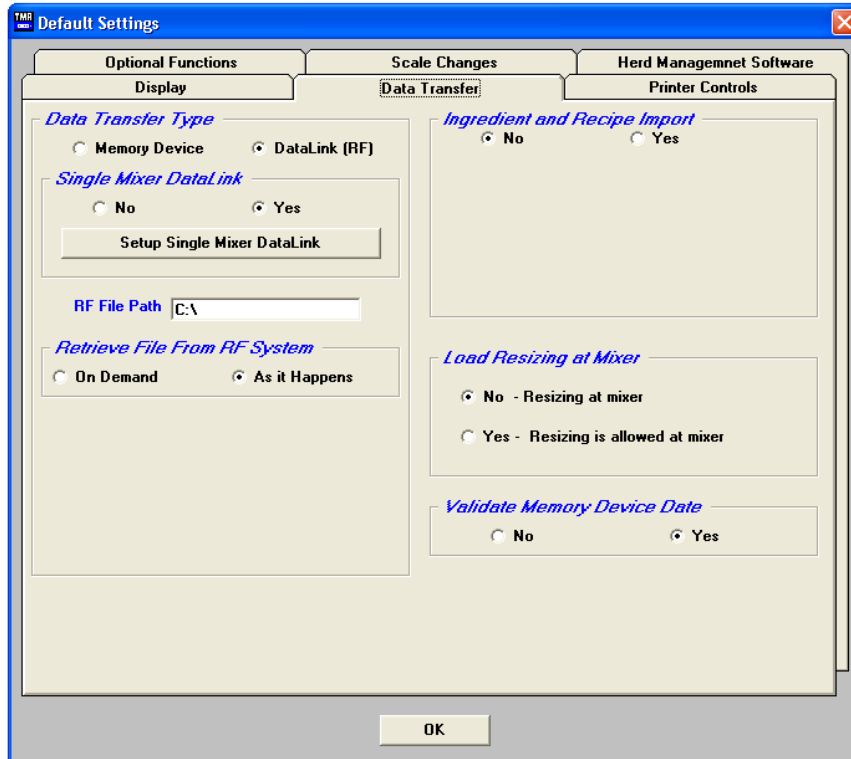 TMR
Default Settings
Optional Functions
Scale Changes
Herd Managemnet Software
Display
Data Transfer
Printer Controls
Data Transfer Type
Memory Device
DataLink (RF)
Single Mixer DataLink
No
Yes
Setup Single Mixer DataLink
RF File Path
C:\
Retrieve File From RF System
On Demand
As it Happens
Ingredient and Recipe Import
No
Yes
Load Resizing at Mixer
No - Resizing at mixer
Yes - Resizing is allowed at mixer
Validate Memory Device Date
No
Yes
OK